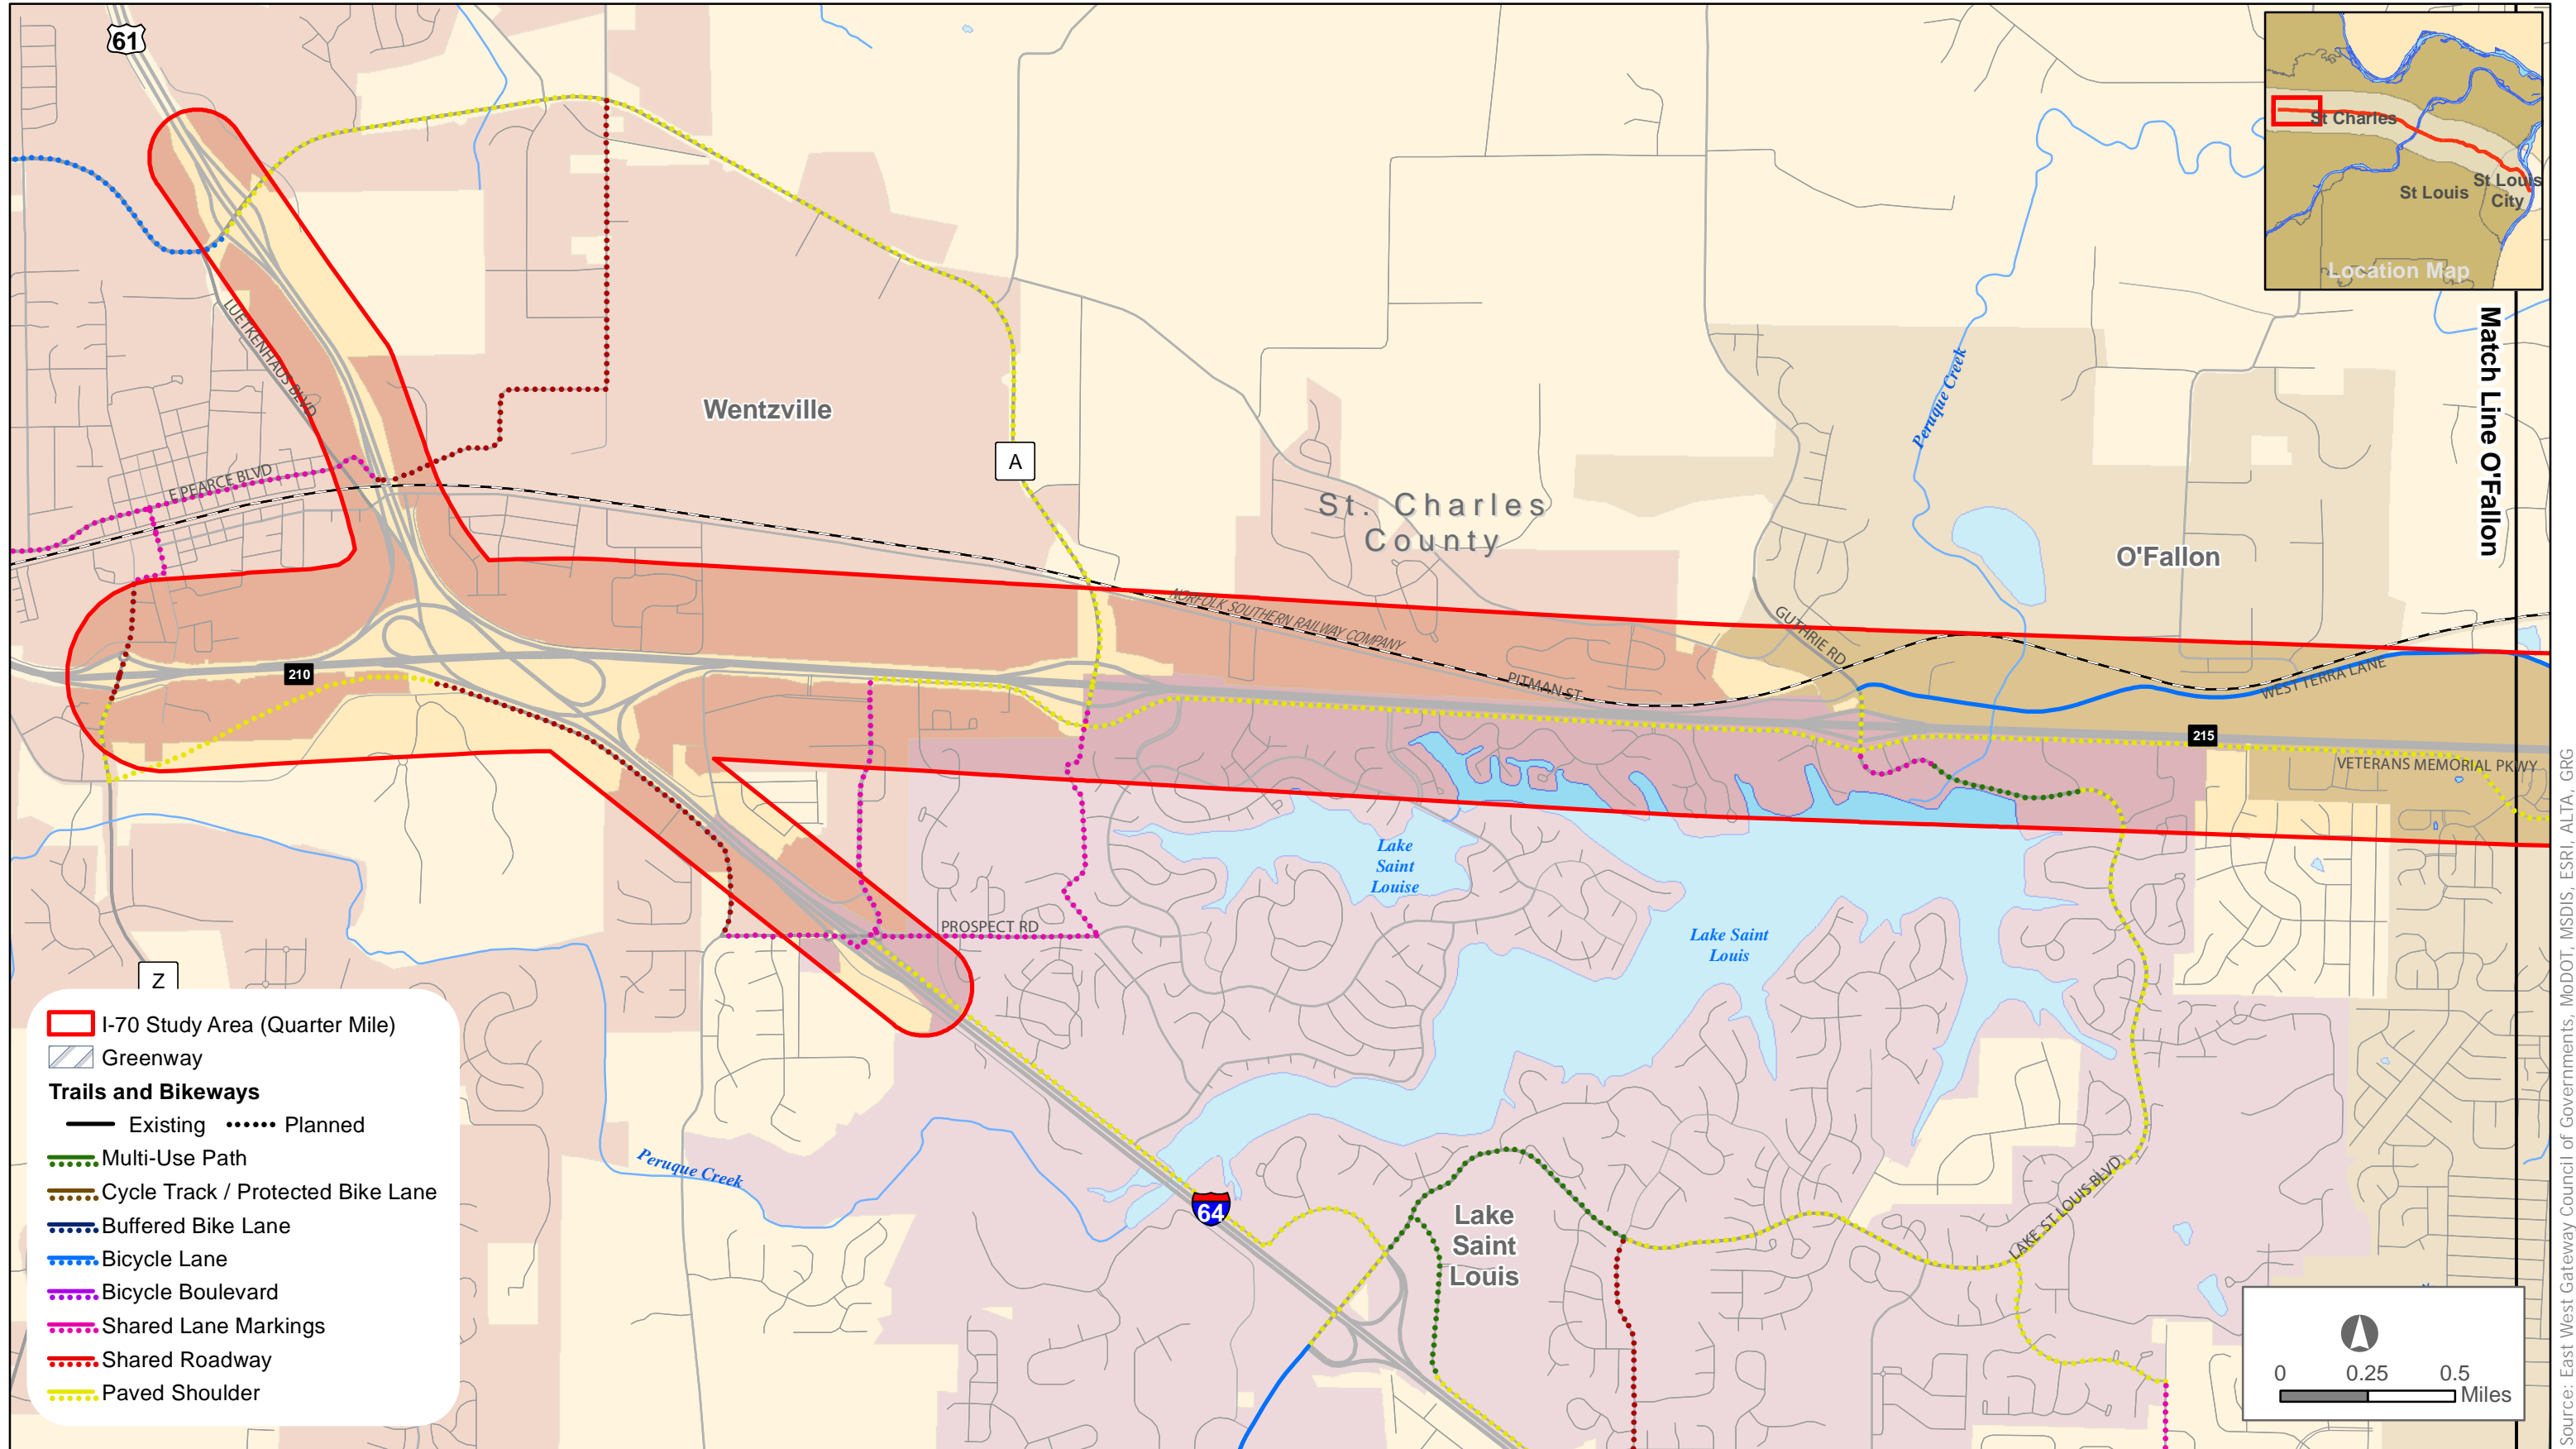 61
St Charles
St Louis
St Louis
City
Location Map
Match Line O'Fallon
LUETKENHAUS BLVD
Wentzville
A
E PEARCE BLVD
St. Charles
County
Peruque Creek
O'Fallon
NORFOLK SOUTHERN RAILWAY COMPANY
GUTHRIE RD
210
PITMAN ST
WEST TERRA LANE
215
VETERANS MEMORIAL PKWY
Lake
Saint
Louise
PROSPECT RD
Lake Saint
Louis
Z
Peruque Creek
64
Lake
Saint
Louis
LAKE ST LOUIS BLVD
I-70 Study Area (Quarter Mile)
Greenway
Trails and Bikeways
Existing Planned
Multi-Use Path
Cycle Track / Protected Bike Lane
Buffered Bike Lane
Bicycle Lane
Bicycle Boulevard
Shared Lane Markings
Shared Roadway
Paved Shoulder
0 0.25 0.5
Miles
Source: East West Gateway Council of Governments, MoDOT, MSDIS, ESRI, ALTA, GRG